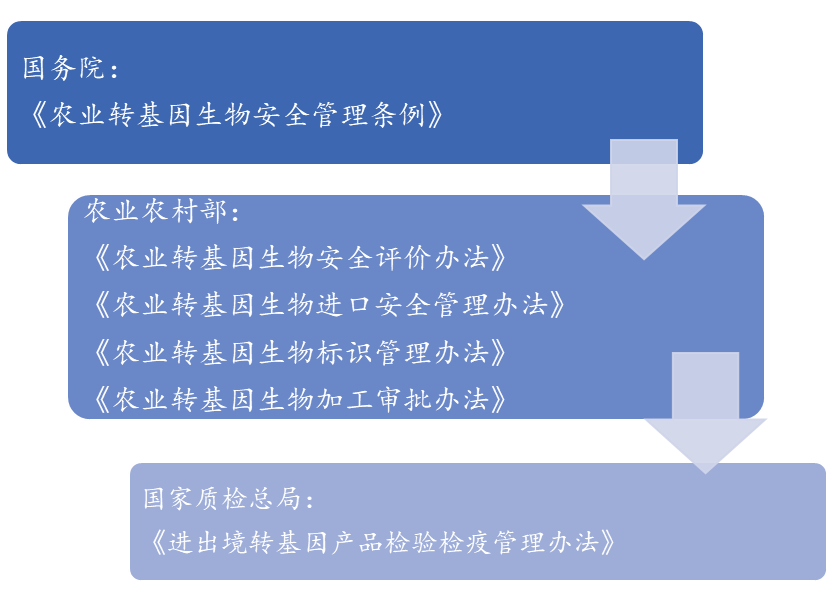 国务院：
《农业转基因生物安全管理条例》
农业农村部：
《农业转基因生物安全评价办法》
《农业转基因生物进口安全管理办法》
《农业转基因生物标识管理办法》
《农业转基因生物加工审批办法》
国家质检总局：
《进出境转基因产品检验检疫管理办法》